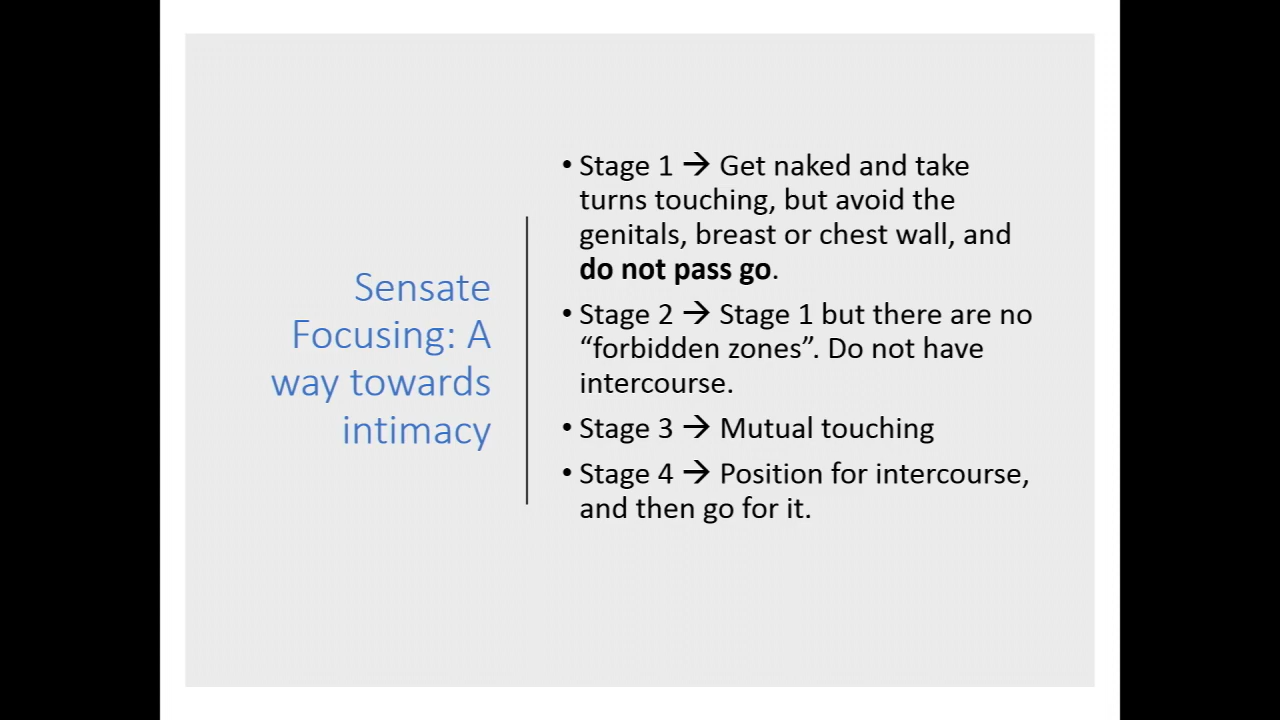 Sensate
Focusing: A
way towards
intimacy
• Stage 1 → Get naked and take
turns touching, but avoid the
genitals, breast or chest wall, and
do not pass go.
• Stage 2 → Stage 1 but there are no
“forbidden zones”. Do not have
intercourse.
• Stage 3 → Mutual touching
• Stage 4 → Position for intercourse,
and then go for it.